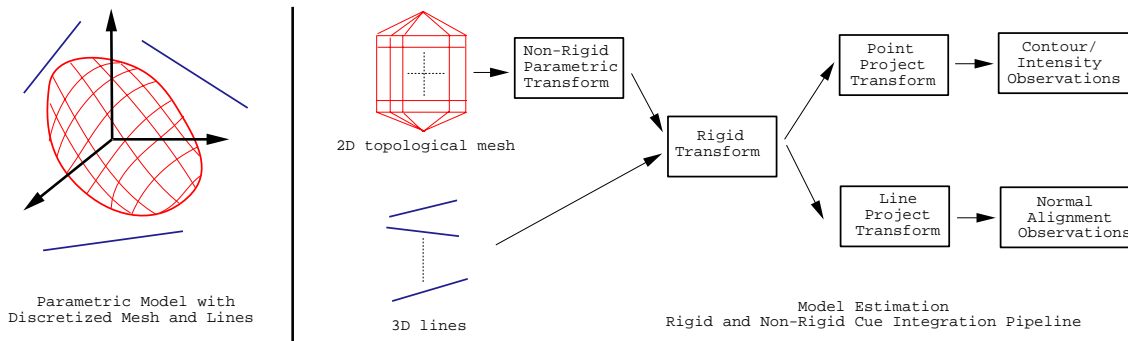 Parametric Model with
Discretized Mesh and Lines
2D topological mesh
3D lines
Non-Rigid
Parametric
Transform
Rigid
Transform
Point
Project
Transform
Contour/
Intensity
Observations
Line
Project
Transform
Normal
Alignment
Observations
Model Estimation
Rigid and Non-Rigid Cue Integration Pipeline